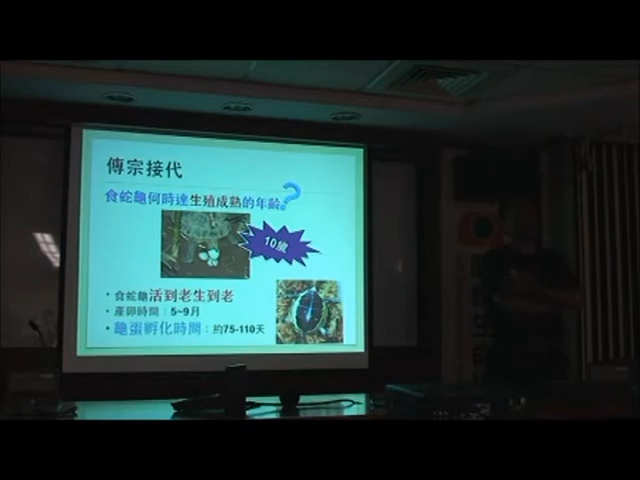 傳宗接代
食蛇龜何時達生殖成熟的年齡?
10歲
• 食蛇龜活到老生到老
• 產卵時間：5~9月
• 龜蛋孵化時間：約75-110天